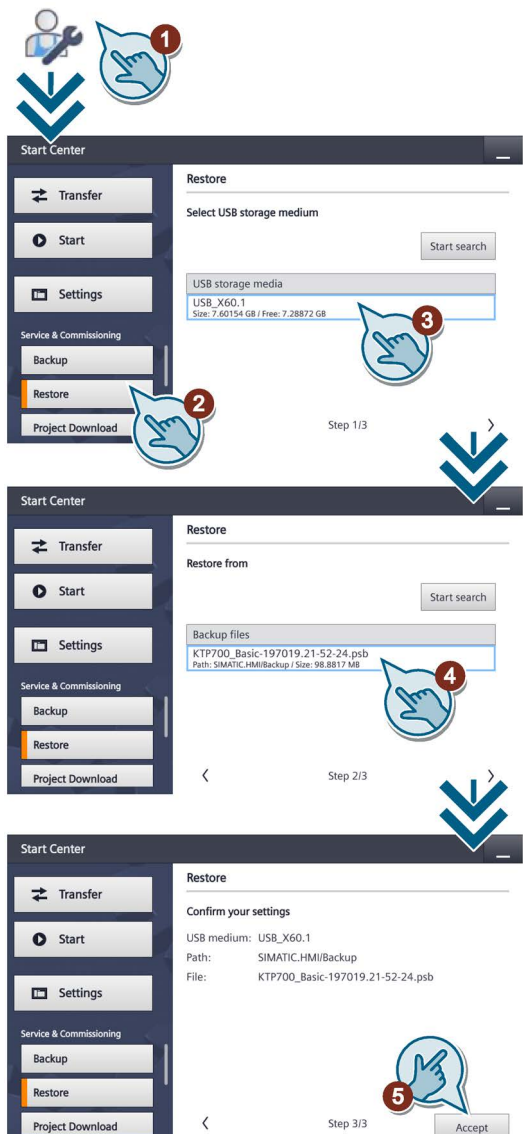 1
Start Center
Transfer
Start
Settings
Service & Commissioning
Backup
Restore
Project Download
2
Restore
Select USB storage medium
Start search
USB storage media
USB_X60.1
Size: 7.60154 GB / Free: 7.28872 GB
3
Step 1/3
Start Center
Transfer
Start
Settings
Service & Commissioning
Backup
Restore
Project Download
Restore
Restore from
Start search
Backup files
KTP700_Basic-197019.21-52-24.psb
Path: SIMATIC.HMI/Backup / Size: 98.8817 MB
4
Step 2/3
Start Center
Transfer
Start
Settings
Service & Commissioning
Backup
Restore
Project Download
Restore
Confirm your settings
USB medium: USB_X60.1
Path: SIMATIC.HMI/Backup
File: KTP700_Basic-197019.21-52-24.psb
5
Step 3/3
Accept